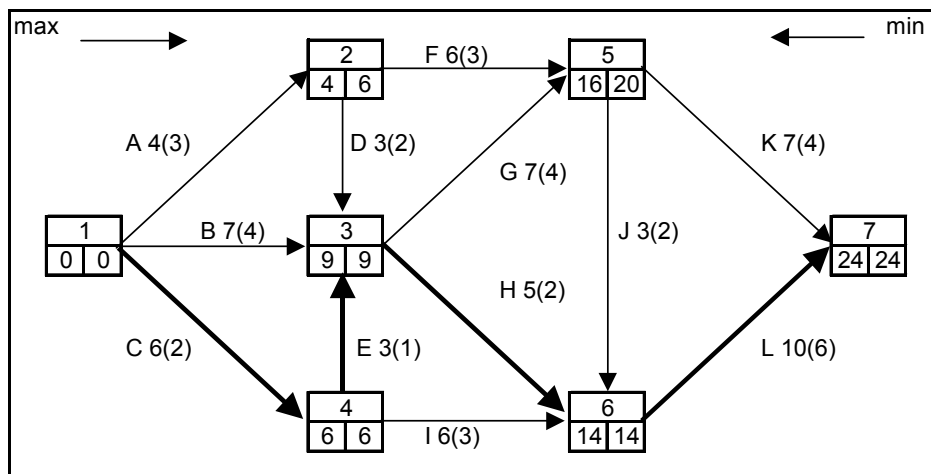 max
min
2
4 6
F 6(3)
5
16 20
A 4(3)
D 3(2)
G 7(4)
K 7(4)
1
0 0
B 7(4)
3
9 9
J 3(2)
7
24 24
H 5(2)
C 6(2)
E 3(1)
L 10(6)
4
6 6
I 6(3)
6
14 14